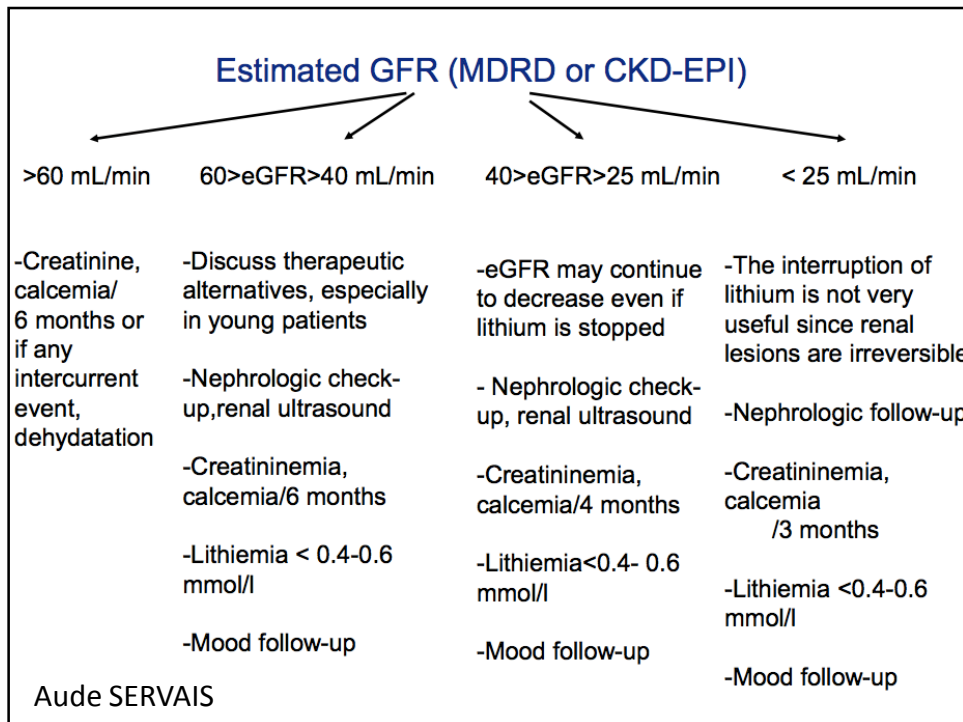 Estimated GFR (MDRD or CKD-EPI)
>60 mL/min
60>eGFR>40 mL/min
40>eGFR>25 mL/min
< 25 mL/min
-Creatinine,
calcemia/
6 months or
if any
intercurrent
event,
dehydatation
-Discuss therapeutic
alternatives, especially
in young patients
-Nephrologic check-
up,renal ultrasound
-Creatininemia,
calcemia/6 months
-Lithiemia < 0.4-0.6
mmol/l
-Mood follow-up
-eGFR may continue
to decrease even if
lithium is stopped
- Nephrologic check-
up, renal ultrasound
-Creatininemia,
calcemia/4 months
-Lithiemia<0.4- 0.6
mmol/l
-Mood follow-up
-The interruption of
lithium is not very
useful since renal
lesions are irreversible
-Nephrologic follow-up
-Creatininemia,
calcemia
/3 months
-Lithiemia <0.4-0.6
mmol/l
-Mood follow-up
Aude SERVAIS